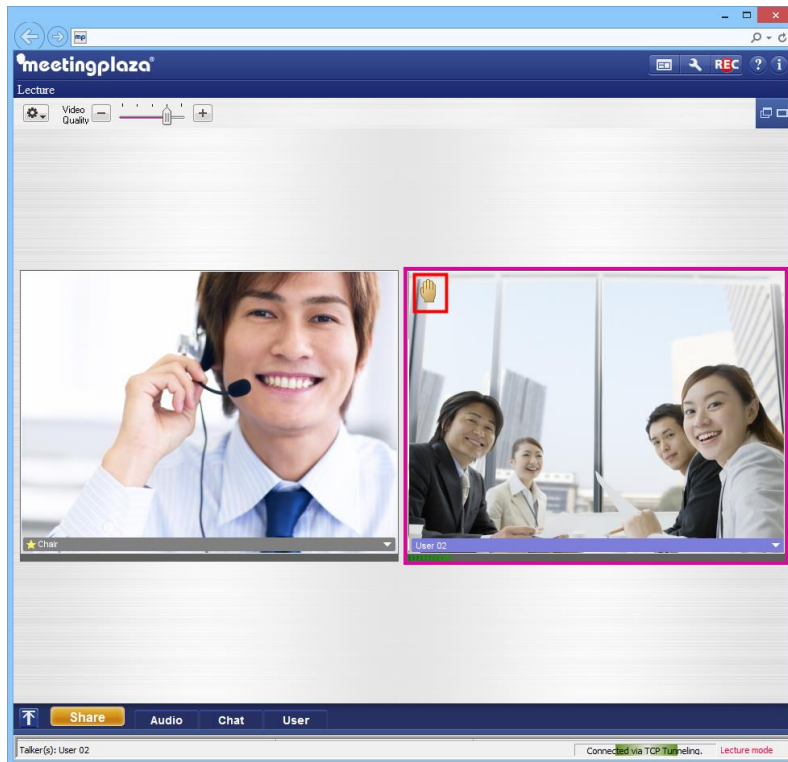 mp
meetingplaza®
REC ? i
Lecture
Video
Quality
Chair
User 02
Share Audio Chat User
Talker(s): User 02 Connected via TCP Tunneling. Lecture mode